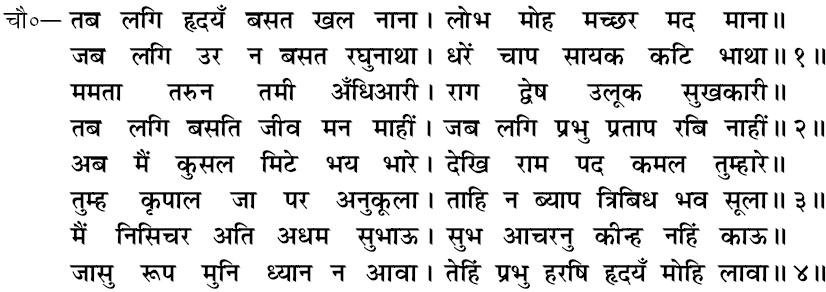 चौ०— तब लगि हृदयँ बसत खल नाना। लोभ मोह मच्छर मद माना॥
जब लगि उर न बसत रघुनाथा। धरें चाप सायक कटि भाथा॥ १॥
ममता तरुन तमी अँधिआरी। राग द्वेष उलूक सुखकारी॥
तब लगि बसति जीव मन माहीं। जब लगि प्रभु प्रताप रबि नाहीं॥ २॥
अब मैं कुसल मिटे भय भारे। देखि राम पद कमल तुम्हारे॥
तुम्ह कृपाल जा पर अनुकूला। ताहि न ब्याप त्रिबिध भव सूला॥ ३॥
मैं निसिचर अति अधम सुभाऊ। सुभ आचरनु कीन्ह नहिं काऊ॥
जासु रूप मुनि ध्यान न आवा। तेहिं प्रभु हरषि हृदयँ मोहि लावा॥ ४॥